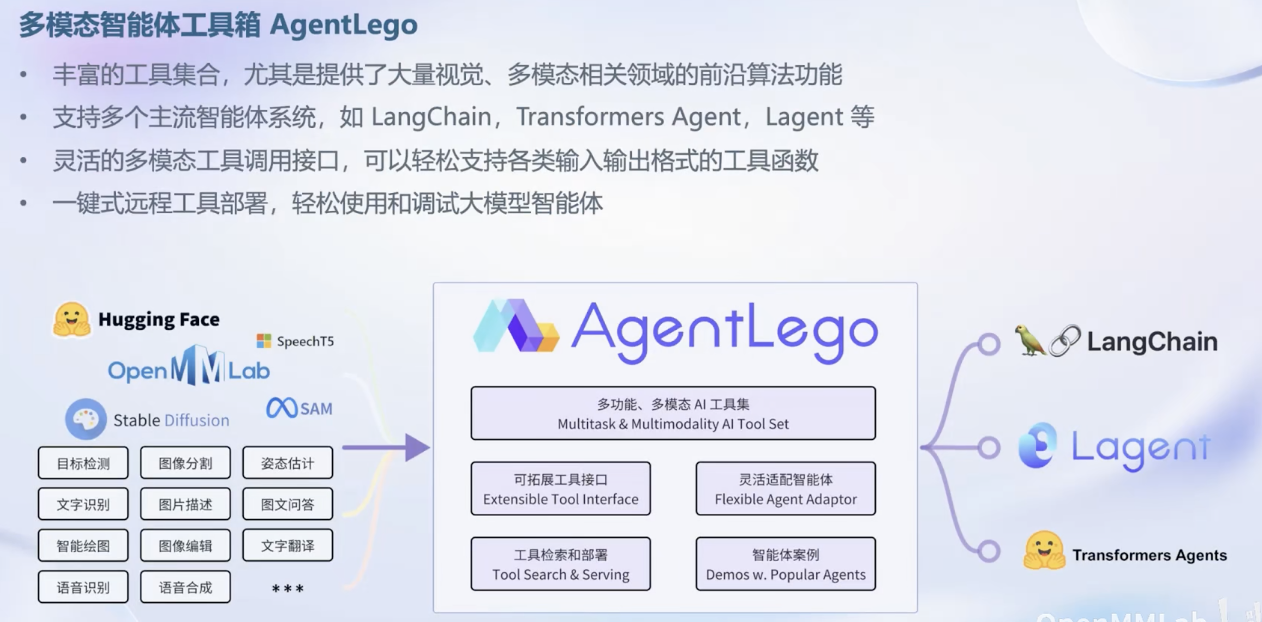 多模态智能体工具箱 AgentLego
• 丰富的工具集合，尤其是提供了大量视觉、多模态相关领域的前沿算法功能
• 支持多个主流智能体系统，如 LangChain，Transformers Agent，Lagent 等
• 灵活的多模态工具调用接口，可以轻松支持各类输入输出格式的工具函数
• 一键式远程工具部署，轻松使用和调试大模型智能体
Hugging Face
SpeechT5
OpenMMLab
Stable Diffusion
SAM
目标检测
图像分割
姿态估计
文字识别
图片描述
图文问答
智能绘图
图像编辑
文字翻译
语音识别
语音合成
***
AgentLego
多功能、多模态 AI 工具集
Multitask & Multimodality AI Tool Set
可拓展工具接口
Extensible Tool Interface
灵活适配智能体
Flexible Agent Adaptor
工具检索和部署
Tool Search & Serving
智能体案例
Demos w. Popular Agents
LangChain
Lagent
Transformers Agents
OpenMMLab